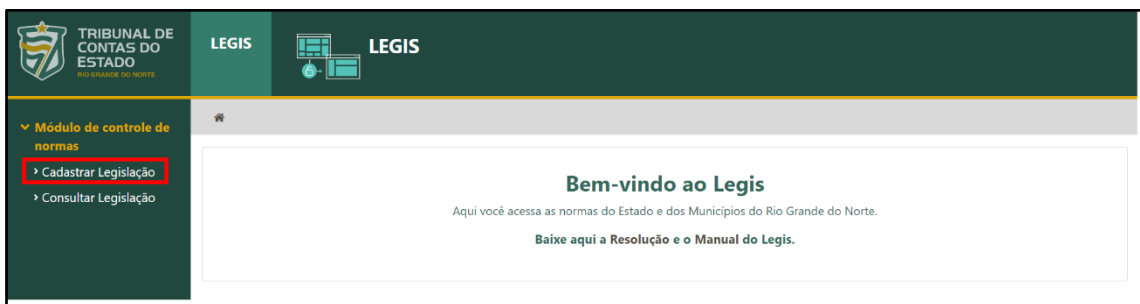 TRIBUNAL DE
CONTAS DO
ESTADO
RIO GRANDE DO NORTE
LEGIS
LEGIS
Módulo de controle de
normas
Cadastrar Legislação
Consultar Legislação
Bem-vindo ao Legis
Aqui você acessa as normas do Estado e dos Municípios do Rio Grande do Norte.
Baixe aqui a Resolução e o Manual do Legis.